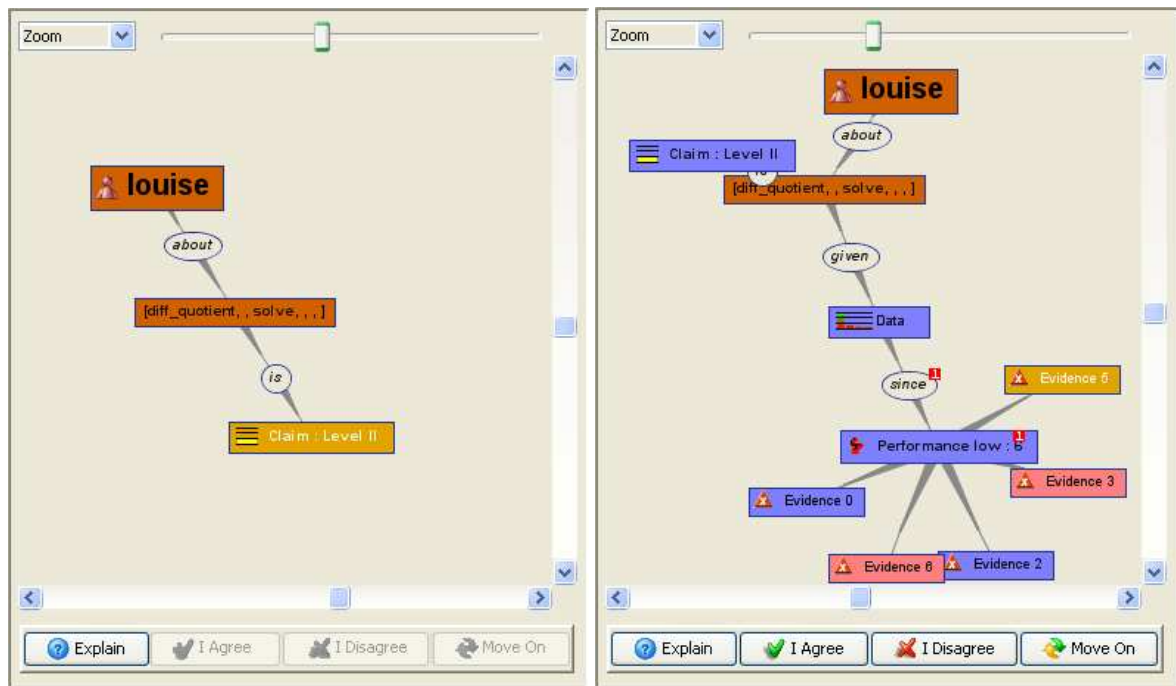 Zoom
louise
about
[diff_quotient, , solve, , , ]
is
Claim : Level II
Explain
I Agree
I Disagree
Move On
Zoom
louise
about
Claim : Level II
[diff_quotient, , solve, , , ]
given
Data
since
1
Evidence 5
Performance low : 6
1
Evidence 3
Evidence 0
Evidence 6
Evidence 2
Explain
I Agree
I Disagree
Move On